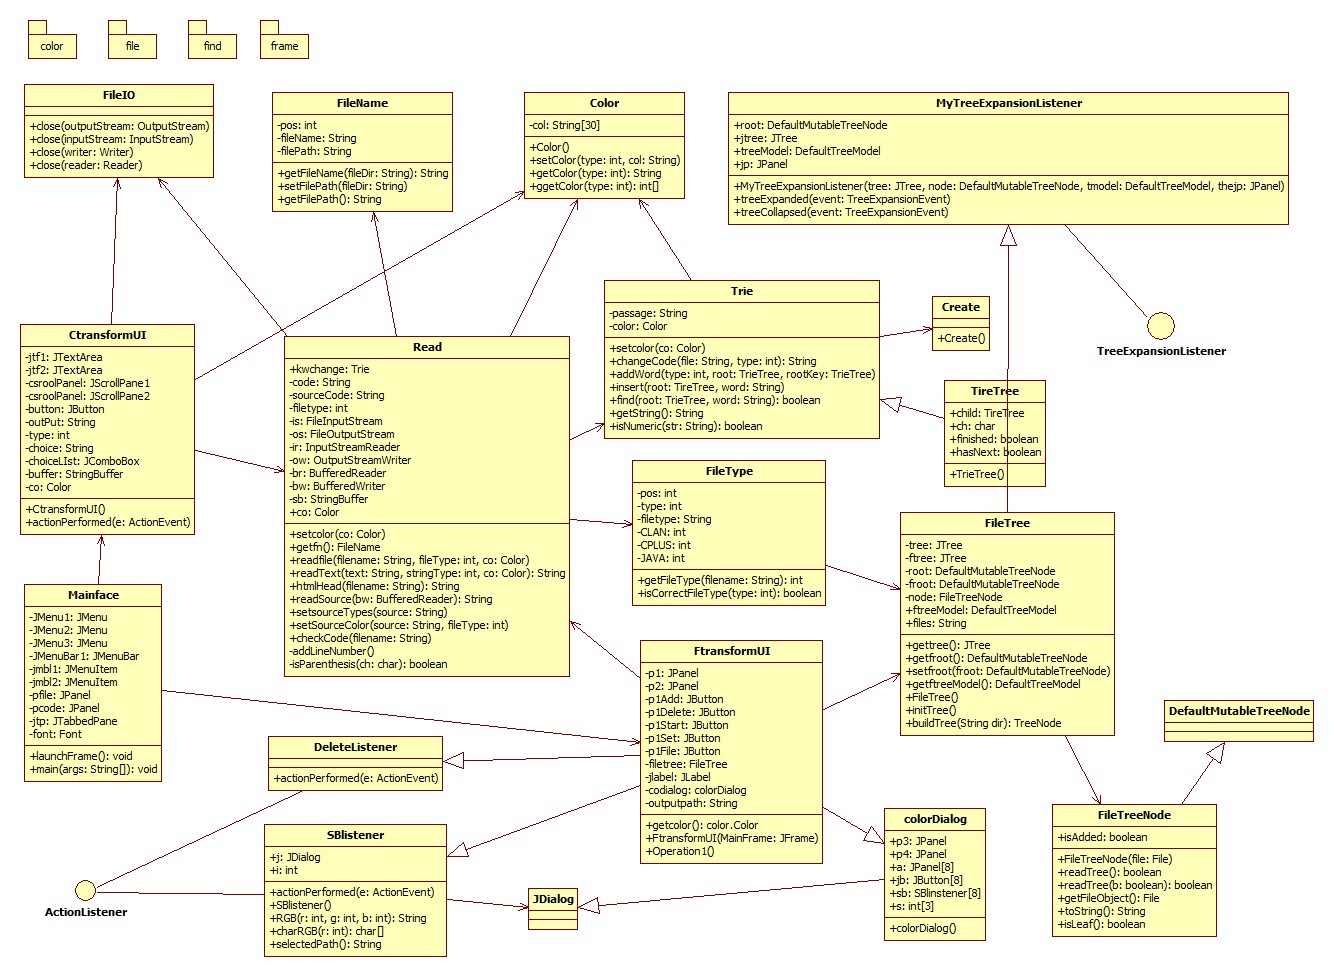 color
file
find
frame
FileIO
+close(outputStream: OutputStream)
+close(inputStream: InputStream)
+close(writer: Writer)
+close(reader: Reader)
FileName
-pos: int
-fileName: String
-filePath: String
+getFileName(fileDir: String): String
+setFilePath(fileDir: String)
+getFilePath(): String
Color
-col: String[30]
+Color()
+setColor(type: int, col: String)
+getColor(type: int): String
+ggetColor(type: int): int[]
MyTreeExpansionListener
+root: DefaultMutableTreeNode
+jtree: JTree
+treeModel: DefaultTreeModel
+jp: JPanel
+MyTreeExpansionListener(tree: JTree, node: DefaultMutableTreeNode, tmodel: DefaultTreeModel, thejp: JPanel)
+treeExpanded(event: TreeExpansionEvent)
+treeCollapsed(event: TreeExpansionEvent)
CtransformUI
-jtf1: JTextArea
-jtf2: JTextArea
-csroolPanel: JScrollPane1
-csroolPanel: JScrollPane2
-button: JButton
-outPut: String
-type: int
-choice: String
-choiceLIst: JComboBox
-buffer: StringBuffer
-co: Color
+CtransformUI()
+actionPerformed(e: ActionEvent)
Read
+kwchange: Trie
-code: String
-sourceCode: String
-filetype: int
-is: FileInputStream
-os: FileOutputStream
-ir: InputStreamReader
-ow: OutputStreamWriter
-br: BufferedReader
-bw: BufferedWriter
-sb: StringBuffer
+co: Color
+setcolor(co: Color)
+getfn(): FileName
+readfile(filename: String, fileType: int, co: Color)
+readText(text: String, stringType: int, co: Color): String
+htmlHead(filename: String): String
+readSource(bw: BufferedReader): String
+setsourceTypes(source: String)
+setSourceColor(source: String, fileType: int)
+checkCode(filename: String)
-addLineNumber()
-isParenthesis(ch: char): boolean
Trie
-passage: String
-color: Color
+setcolor(co: Color)
+changeCode(file: String, type: int): String
+addWord(type: int, root: TrieTree, rootKey: TrieTree)
+insert(root: TireTree, word: String)
+find(root: TireTree, word: String): boolean
+getString(): String
+isNumeric(str: String): boolean
Create
+Create()
TreeExpansionListener
TireTree
+child: TireTree
+ch: char
+finished: boolean
+hasNext: boolean
+TrieTree()
FileType
-pos: int
-type: int
-filetype: String
-CLAN: int
-CPLUS: int
-JAVA: int
+getFileType(filename: String): int
+isCorrectFileType(type: int): boolean
FileTree
-tree: JTree
-ftree: JTree
-root: DefaultMutableTreeNode
-froot: DefaultMutableTreeNode
-node: FileTreeNode
+ftreeModel: DefaultTreeModel
+files: String
+gettree(): JTree
+getfroot(): DefaultMutableTreeNode
+setfroot(froot: DefaultMutableTreeNode)
+getftreeModel(): DefaultTreeModel
+FileTree()
+initTree()
+buildTree(String dir): TreeNode
Mainface
-JMenu1: JMenu
-JMenu2: JMenu
-JMenu3: JMenu
-JMenuBar1: JMenuBar
-jmbl1: JMenuItem
-jmbl2: JMenuItem
-pfile: JPanel
-pcode: JPanel
-jtp: JTabbedPane
-font: Font
+launchFrame(): void
+main(args: String[]): void
FtransformUI
-p1: JPanel
-p2: JPanel
-p1Add: JButton
-p1Delete: JButton
-p1Start: JButton
-p1Set: JButton
-p1File: JButton
-filetree: FileTree
-jlabel: JLabel
-codialog: colorDialog
-outputpath: String
+getcolor(): color.Color
+FtransformUI(MainFrame: JFrame)
+Operation1()
DefaultMutableTreeNode
DeleteListener
+actionPerformed(e: ActionEvent)
SBlistener
+j: JDialog
+i: int
+actionPerformed(e: ActionEvent)
+SBlistener()
+RGB(r: int, g: int, b: int): String
+charRGB(r: int): char[]
+selectedPath(): String
ActionListener
JDialog
colorDialog
+p3: JPanel
+p4: JPanel
+a: JPanel[8]
+jb: JButton[8]
+sb: SBlinstener[8]
+s: int[3]
+colorDialog()
FileTreeNode
+isAdded: boolean
+FileTreeNode(file: File)
+readTree(): boolean
+readTree(b: boolean): boolean
+getFileObject(): File
+toString(): String
+isLeaf(): boolean